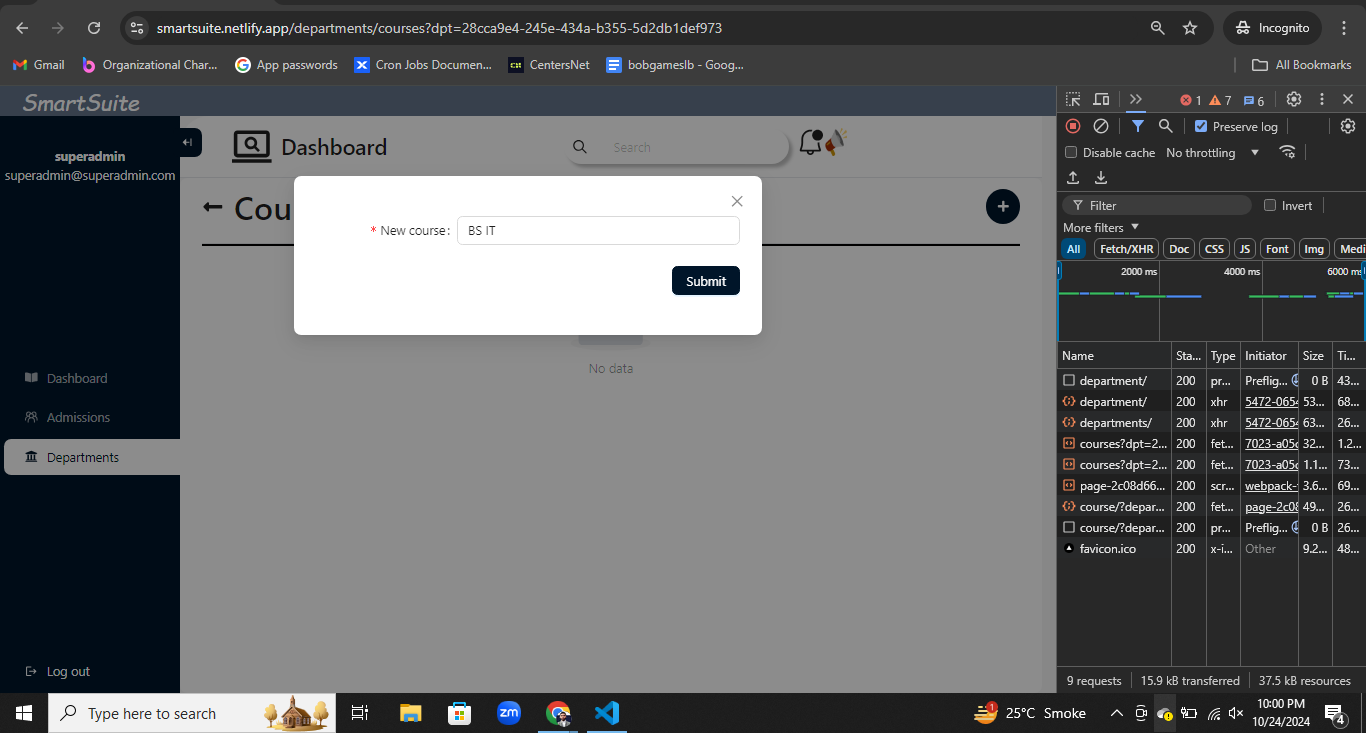 smartsuite.netlify.app/departments/courses?dpt=28cca9e4-245e-434a-b355-5d2db1def973
Incognito
Gmail
Organizational Char...
App passwords
Cron Jobs Documen...
CentersNet
bobgameslb - Goog...
All Bookmarks
SmartSuite
superadmin
superadmin@superadmin.com
Dashboard
Admissions
Departments
Log out
Dashboard
Search
Cou
* New course:
BS IT
Submit
No data
1 7 6
Preserve log
Disable cache No throttling
Filter Invert
More filters
All Fetch/XHR Doc CSS JS Font Img Medi
2000 ms 4000 ms 6000 ms
Name Sta... Type Initiator Size Ti...
department/ 200 pr... Preflig... 0 B 43...
department/ 200 xhr 5472-0654 53... 68...
departments/ 200 xhr 5472-0654 63... 26...
courses?dpt=2... 200 fet... 7023-a05c 32... 1.2...
courses?dpt=2... 200 fet... 7023-a05c 1.1... 73...
page-2c08d66... 200 scr... webpack- 3.6... 69...
course/?depar... 200 fet... page-2c08 49... 26...
course/?depar... 200 pr... Preflig... 0 B 26...
favicon.ico 200 x-i... Other 9.2... 48...
9 requests 15.9 kB transferred 37.5 kB resources
Type here to search
zm
1
25°C Smoke
10:00 PM
10/24/2024
4